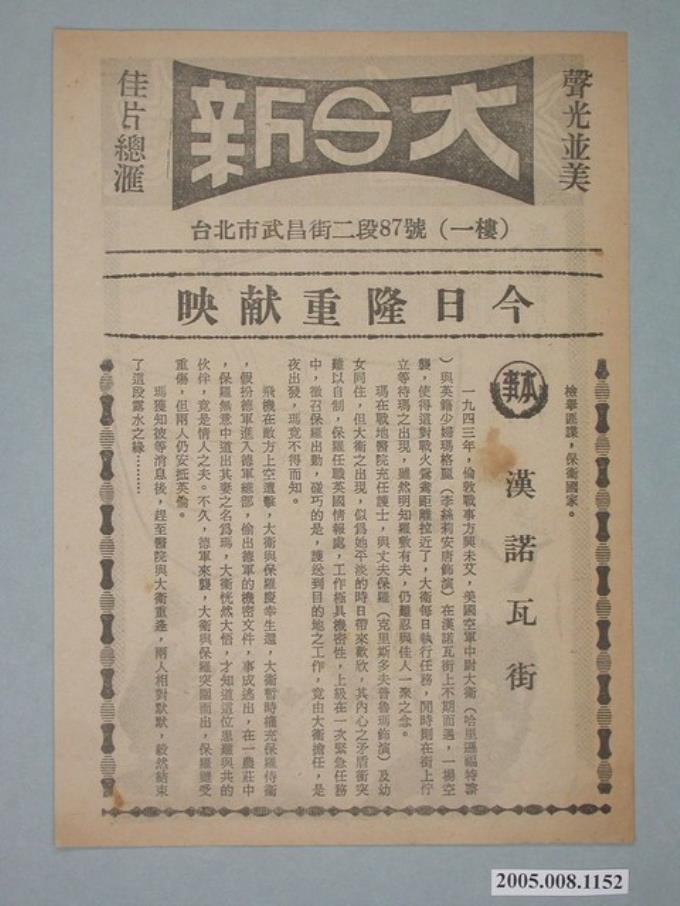 聲光並美
大今新
佳片總滙
台北市武昌街二段87號（一樓）
今日隆重献映
檢舉匪諜，保衛國家。
本事
漢諾瓦街
一九四三年，倫敦戰事方興未艾，美國空軍中尉大衛（哈里遜福特飾
）與英籍少婦瑪格麗（李絲莉安唐飾演）在漢諾瓦街上不期而遇，一場空
襲，使得這對戰火鴛鴦距離拉近了，大衛每日執行任務，閒時則在街上佇
立等待瑪之出現，雖然明知羅敷有夫，仍難忍與佳人一聚之念。
瑪在戰地醫院充任護士，與丈夫保羅（克里斯多夫普魯瑪飾演）及幼
女同住，但大衛之出現，似爲她平淡的時日帶來歡欣，其內心之矛盾衝突
難以自制，保羅任職英國情報處，工作極具機密性，上級在一次緊急任務
中，徵召保羅出動，碰巧的是，護送到目的地之工作，竟由大衛擔任，是
夜出發，瑪竟不得而知。
飛機在敵方上空遭擊，大衛與保羅慶幸生還，大衛暫時權充保羅侍衛
，假扮德軍進入德軍總部，偷出德軍的機密文件，事成逃出，在一農莊中
，保羅無意中道出其妻之名爲瑪，大衛恍然大悟，才知道這位患難與共的
伙伴，竟是情人之夫。不久，德軍來襲，大衛與保羅突圍而出，保羅雖受
重傷，但兩人仍安抵英倫。
瑪獲知彼等消息後，趕至醫院與大衛重逢，兩人相對默默，毅然結束
了這段露水之緣………
2005.008.1152